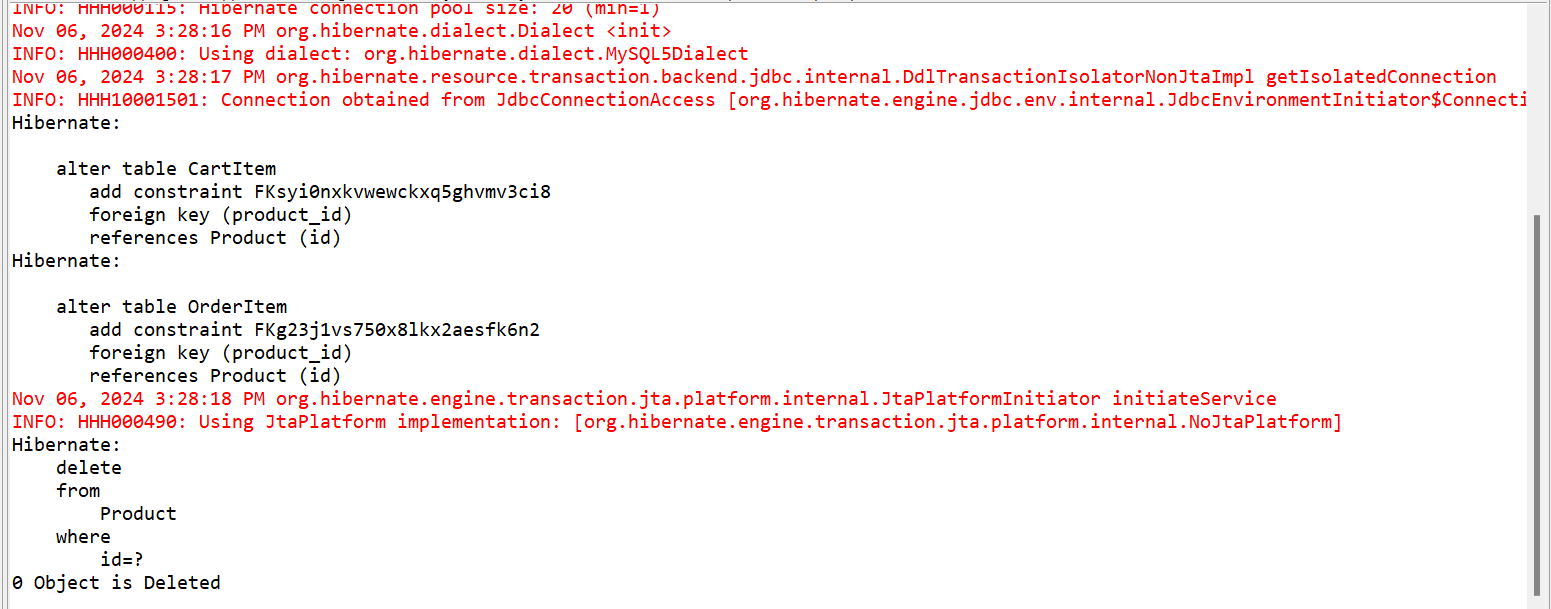 INFO: HHH000115: Hibernate connection pool size: 20 (min=1)
Nov 06, 2024 3:28:16 PM org.hibernate.dialect.Dialect <init>
INFO: HHH000400: Using dialect: org.hibernate.dialect.MySQL5Dialect
Nov 06, 2024 3:28:17 PM org.hibernate.resource.transaction.backend.jdbc.internal.DdlTransactionIsolatorNonJtaImpl getIsolatedConnection
INFO: HHH10001501: Connection obtained from JdbcConnectionAccess [org.hibernate.engine.jdbc.env.internal.JdbcEnvironmentInitiator$Connecti
Hibernate:
alter table CartItem
add constraint FKsyi0nxkvwewckxq5ghvmv3ci8
foreign key (product_id)
references Product (id)
Hibernate:
alter table OrderItem
add constraint FKg23j1vs750x8lkx2aesfk6n2
foreign key (product_id)
references Product (id)
Nov 06, 2024 3:28:18 PM org.hibernate.engine.transaction.jta.platform.internal.JtaPlatformInitiator initiateService
INFO: HHH000490: Using JtaPlatform implementation: [org.hibernate.engine.transaction.jta.platform.internal.NoJtaPlatform]
Hibernate:
delete
from
Product
where
id=?
0 Object is Deleted